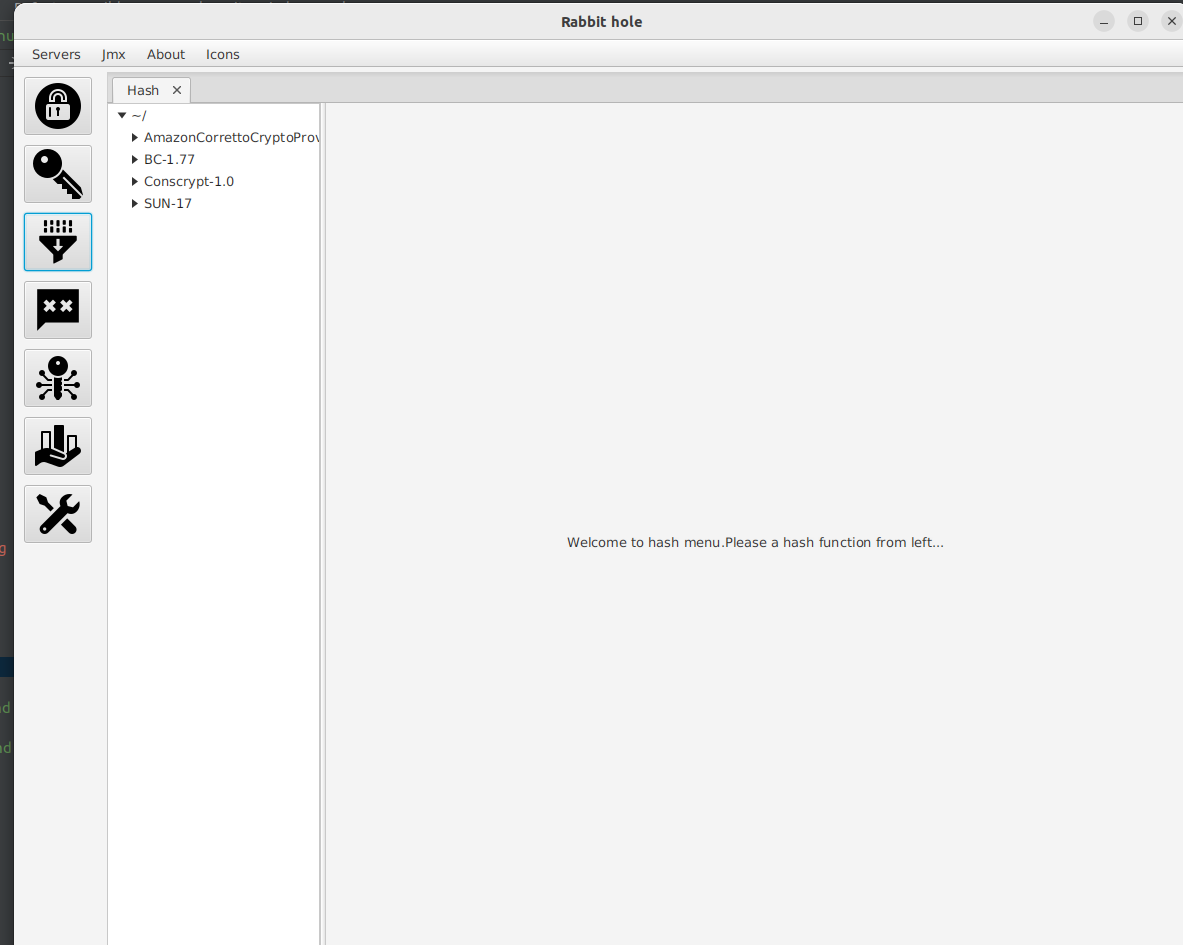 Rabbit hole
Servers Jmx About Icons
Hash
~/
AmazonCorrettoCryptoProv
BC-1.77
Conscrypt-1.0
SUN-17
Welcome to hash menu.Please a hash function from left...